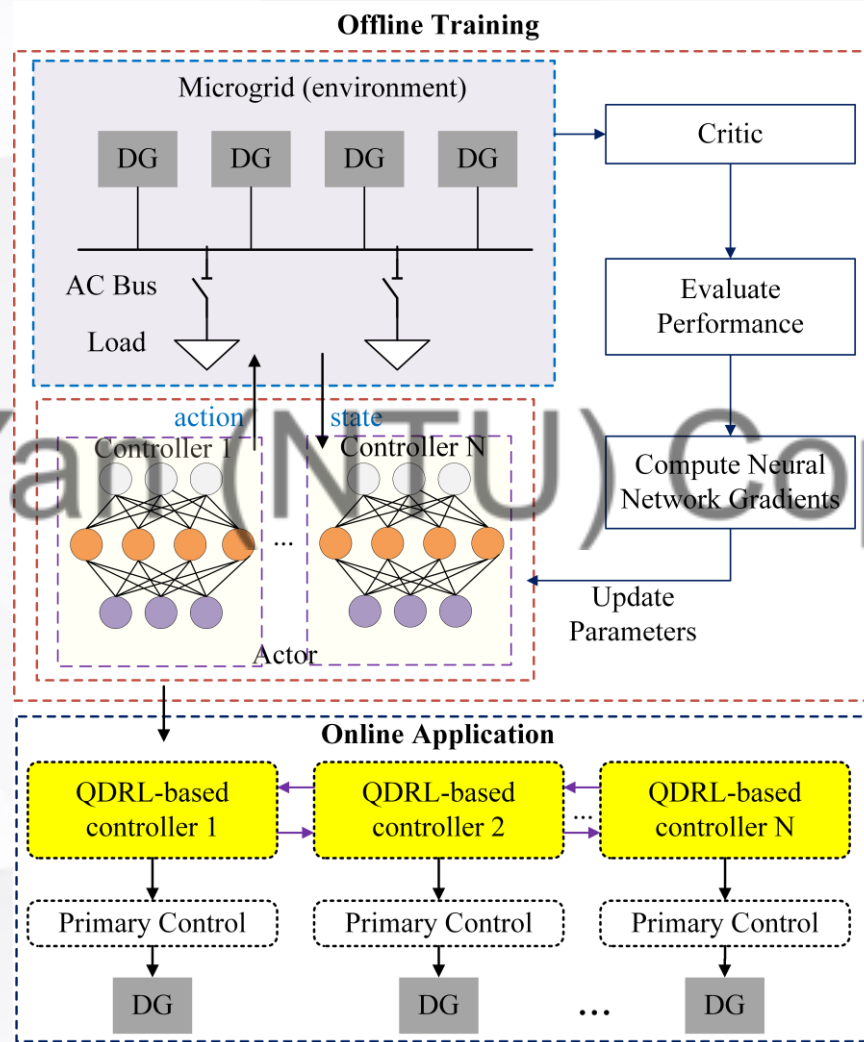 Offline Training
Microgrid (environment)
DG
DG
DG
DG
AC Bus
Load
Critic
Evaluate
Performance
Compute Neural
Network Gradients
Update
Parameters
action
state
Controller 1
Controller N
...
Actor
Online Application
QDRL-based
controller 1
QDRL-based
controller 2
...
QDRL-based
controller N
Primary Control
Primary Control
Primary Control
DG
DG
...
DG
(NTU)